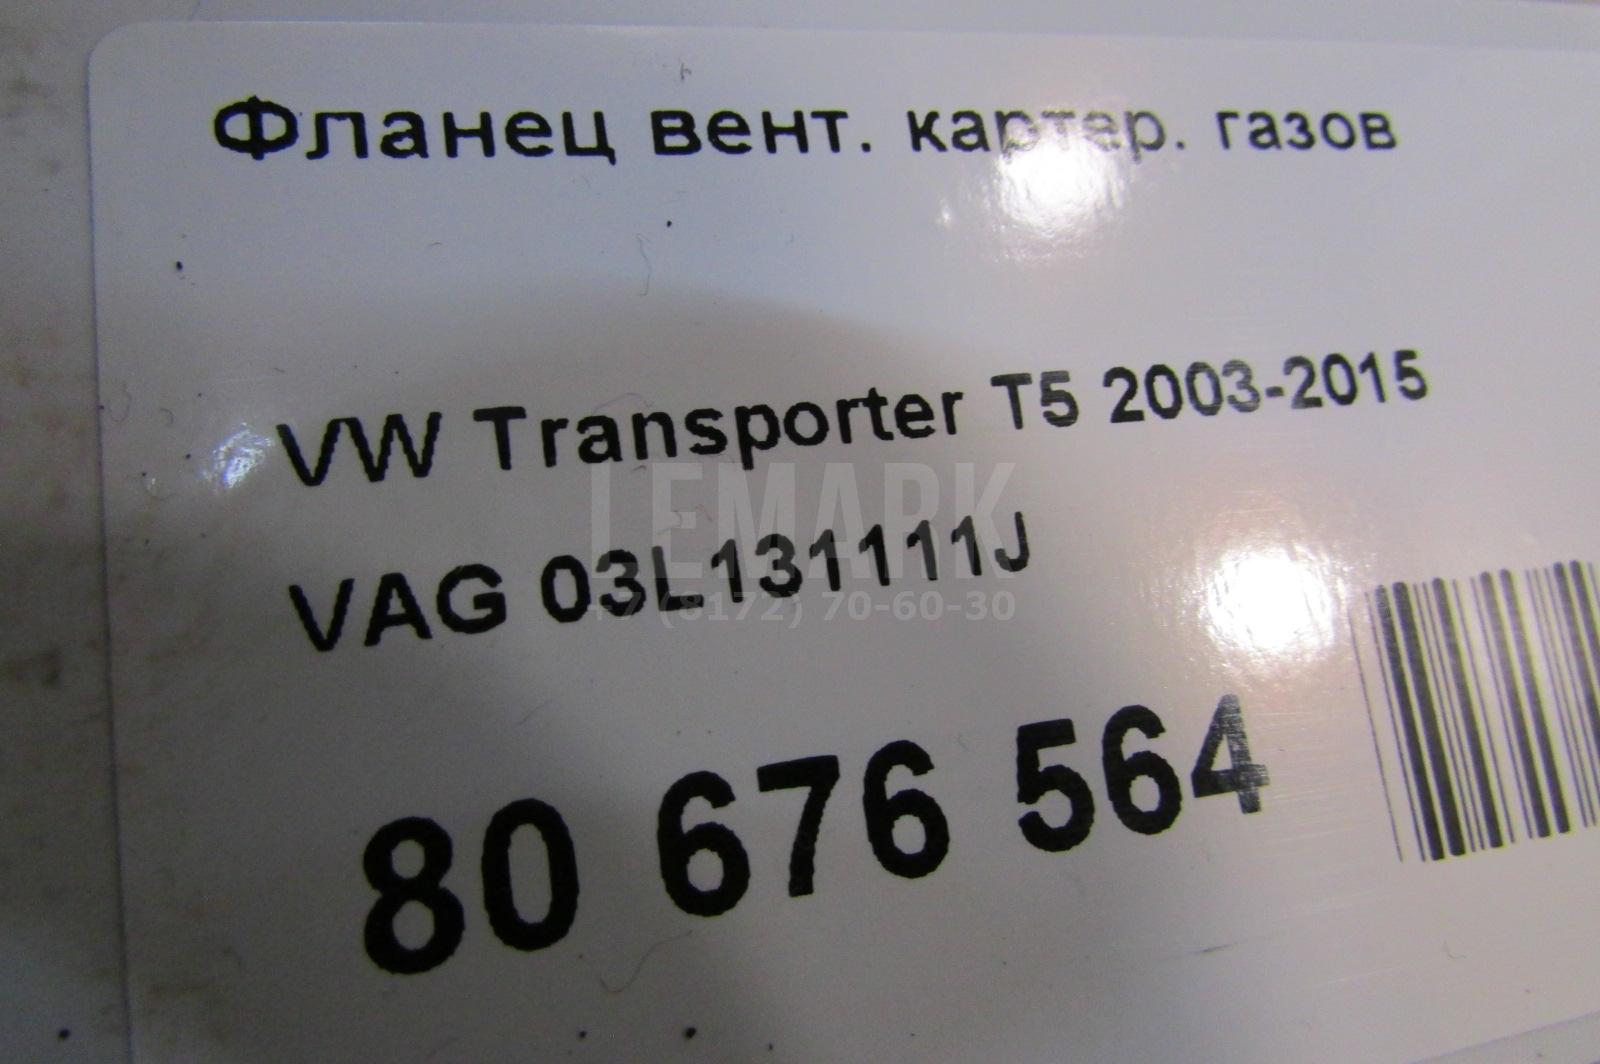 Фланец вент. картер. газов
VW Transporter T5 2003-2015
LEMARK
VAG 03L131111J
+7 (8172) 70-60-30
80 676 564